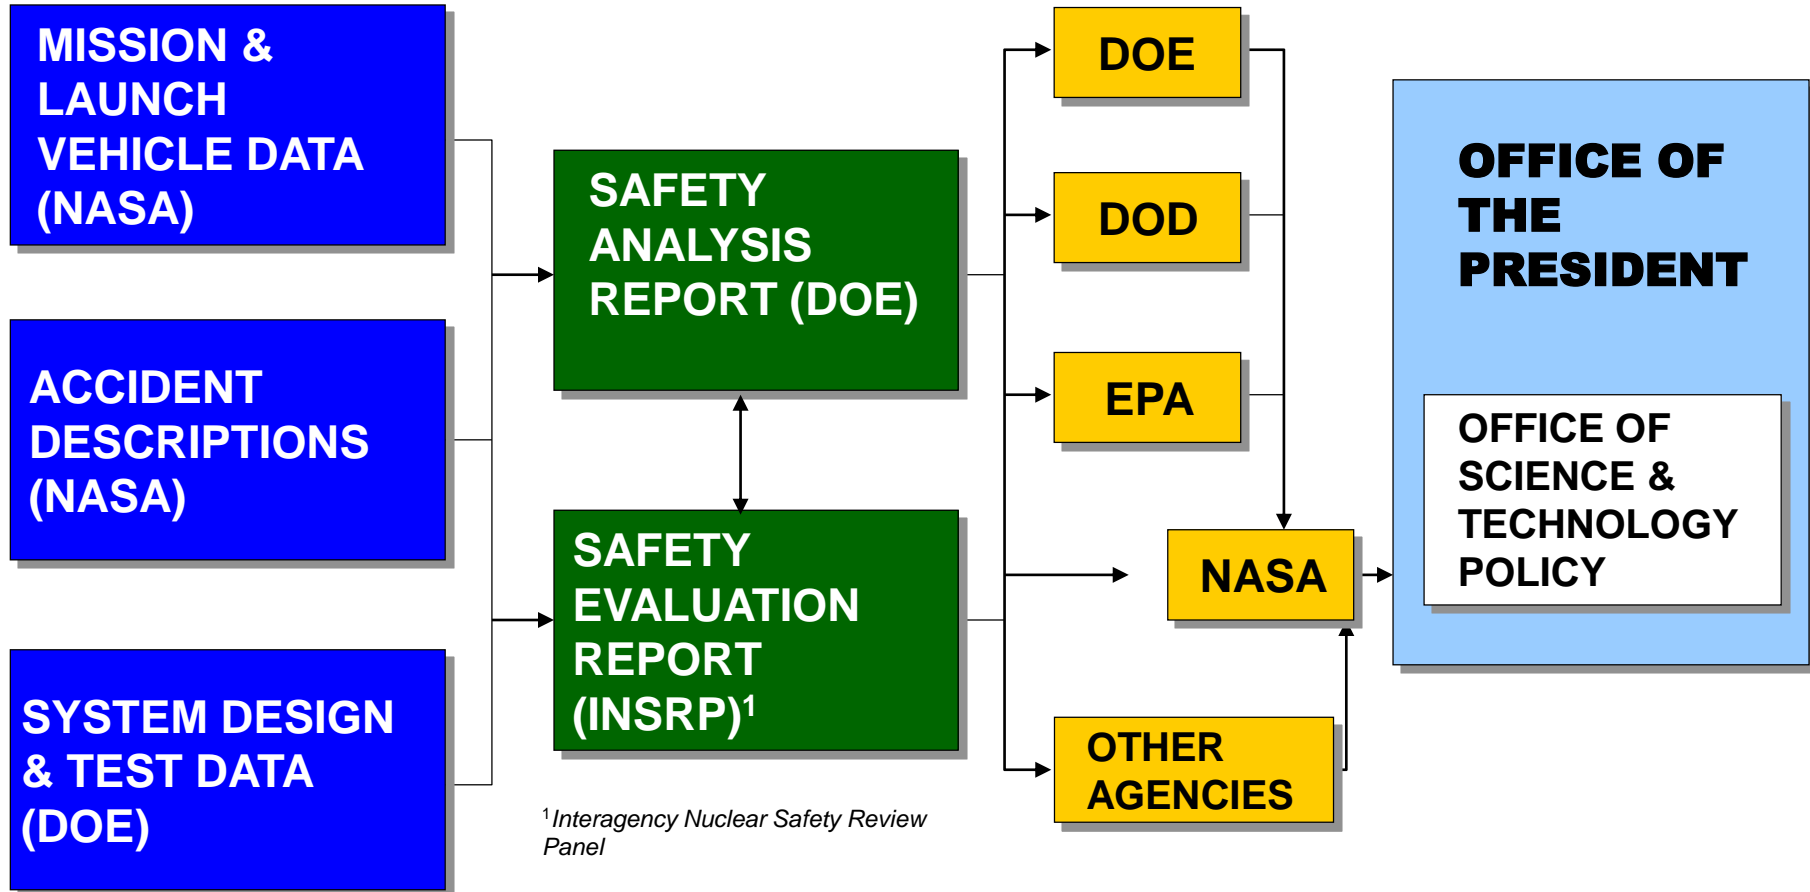 MISSION &
LAUNCH
VEHICLE DATA
(NASA)
ACCIDENT
DESCRIPTIONS
(NASA)
SYSTEM DESIGN
& TEST DATA
(DOE)
SAFETY
ANALYSIS
REPORT (DOE)
SAFETY
EVALUATION
REPORT
(INSRP)¹
¹Interagency Nuclear Safety Review
Panel
DOE
DOD
EPA
NASA
OTHER
AGENCIES
OFFICE OF
THE
PRESIDENT
OFFICE OF
SCIENCE &
TECHNOLOGY
POLICY